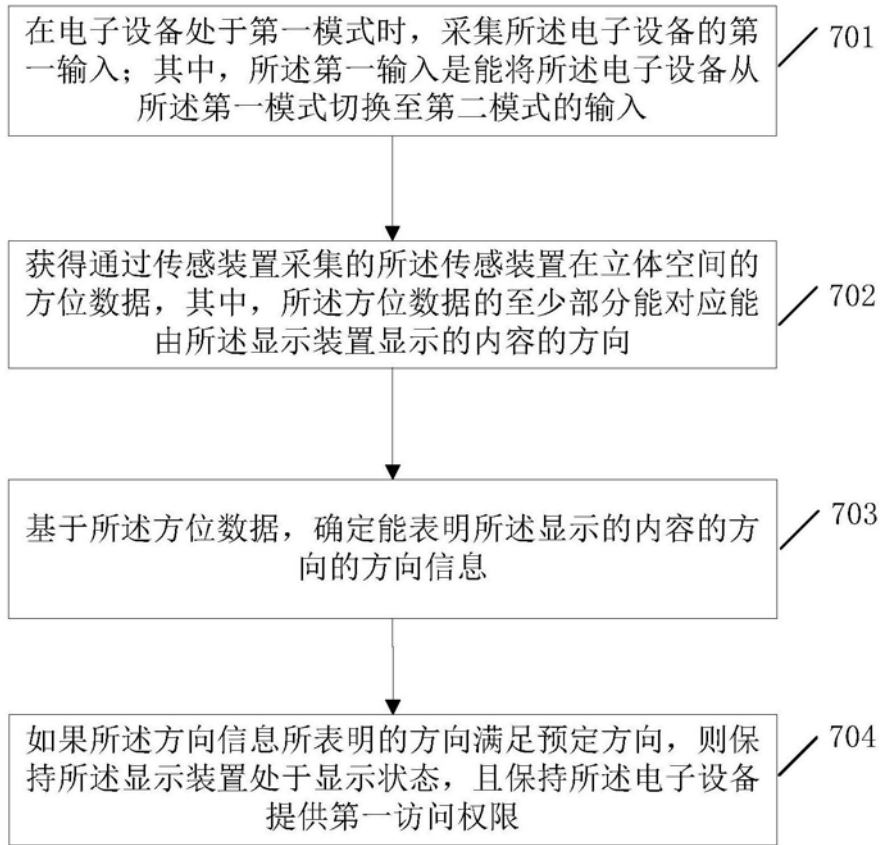 在电子设备处于第一模式时，采集所述电子设备的第
一输入；其中，所述第一输入是能将所述电子设备从
所述第一模式切换至第二模式的输入
701
获得通过传感装置采集的所述传感装置在立体空间的
方位数据，其中，所述方位数据的至少部分能对应能
由所述显示装置显示的内容的方向
702
基于所述方位数据，确定能表明所述显示的内容的方
向的方向信息
703
如果所述方向信息所表明的方向满足预定方向，则保
持所述显示装置处于显示状态，且保持所述电子设备
提供第一访问权限
704